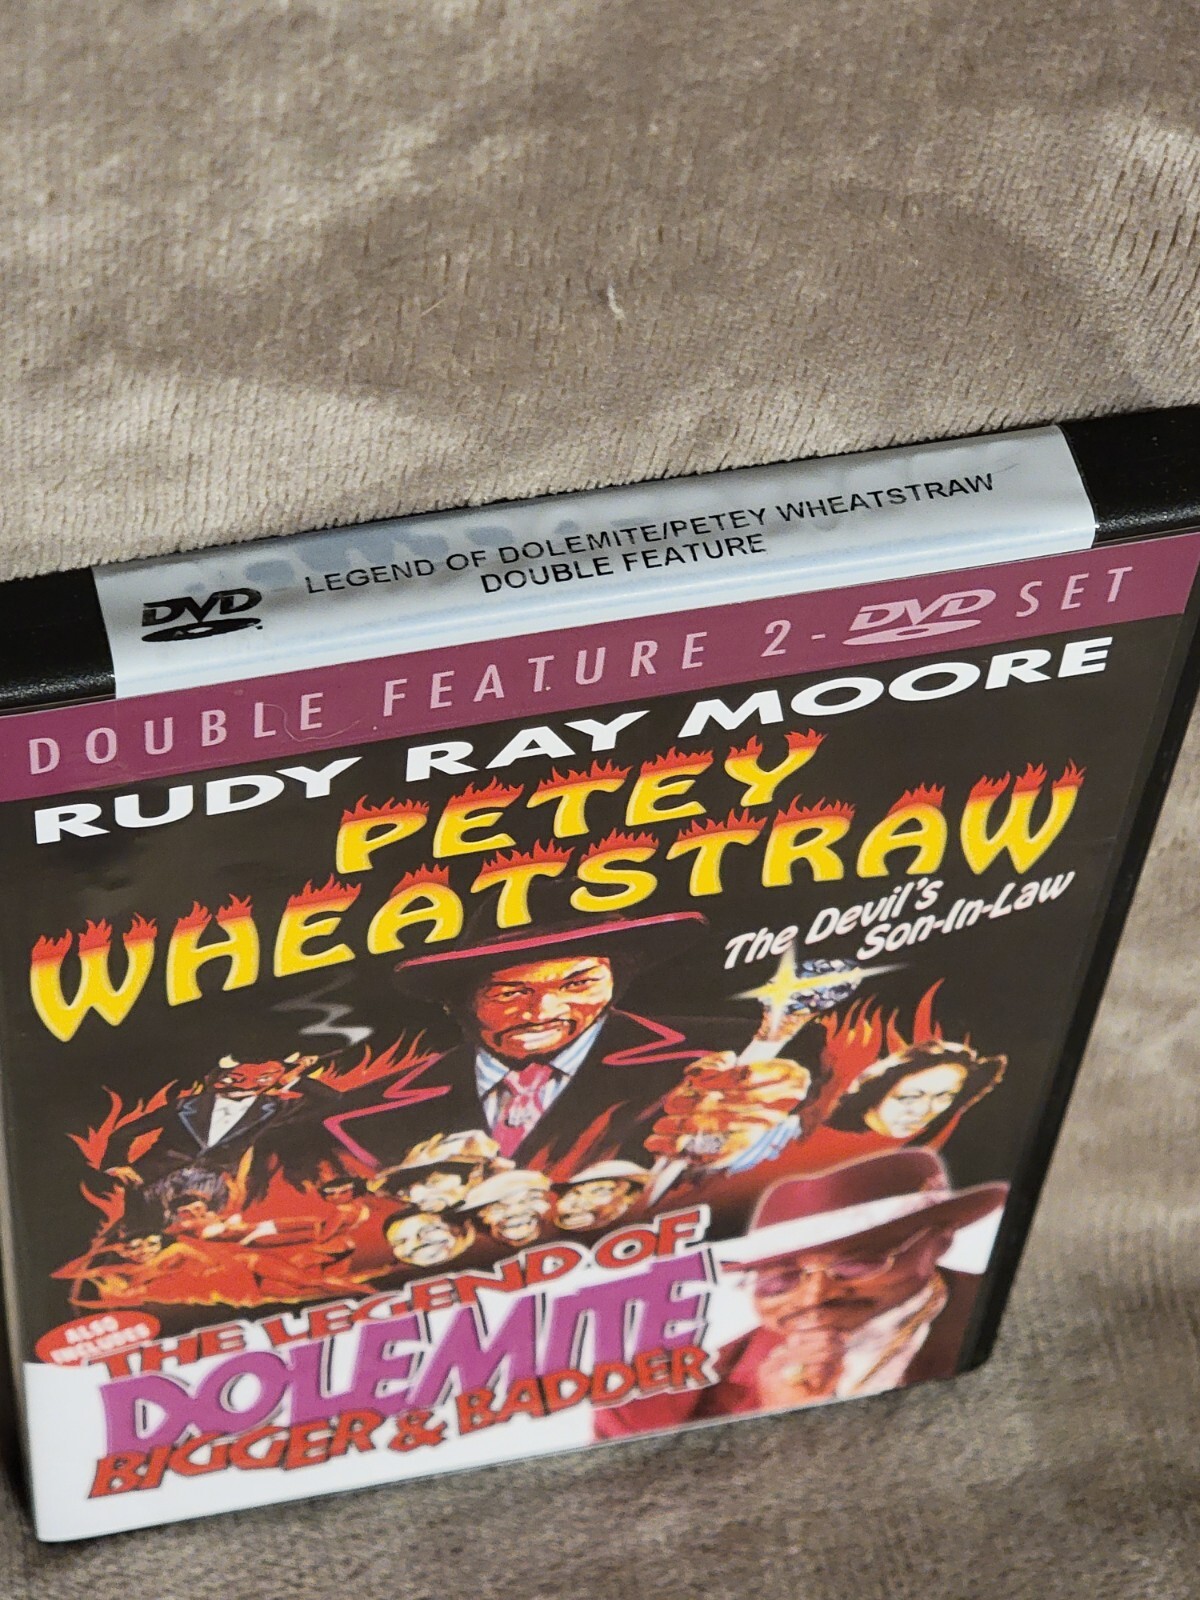 DVD LEGEND OF DOLEMITE/PETEY WHEATSTRAW
DOUBLE FEATURE
DOUBLE FEATURE 2-DVD SET
RUDY RAY MOORE
PETEY
WHEATSTRAW
The Devil's
Son-In-Law
ALSO
INCLUDED
THE LEGEND OF
DOLEMITE
BIGGER & BADDER